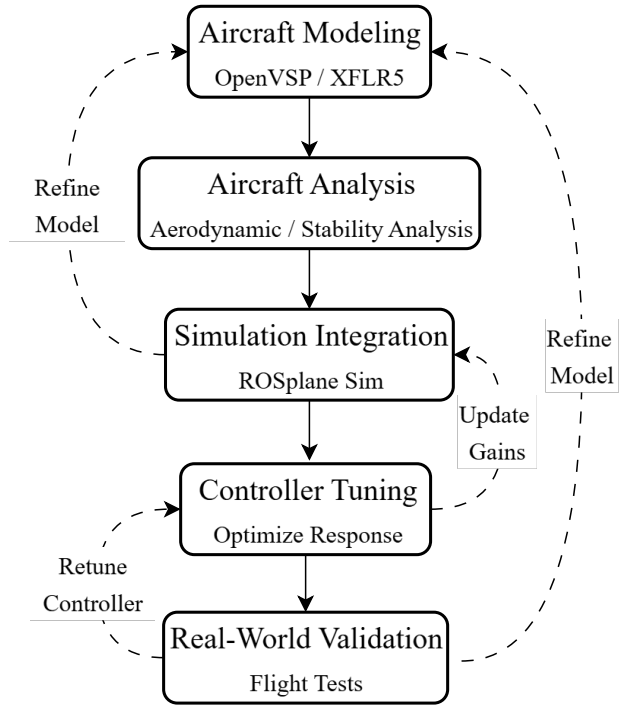 Aircraft Modeling
OpenVSP / XFLR5
Refine
Model
Aircraft Analysis
Aerodynamic / Stability Analysis
Simulation Integration
ROSplane Sim
Refine
Model
Update
Gains
Controller Tuning
Optimize Response
Retune
Controller
Real-World Validation
Flight Tests